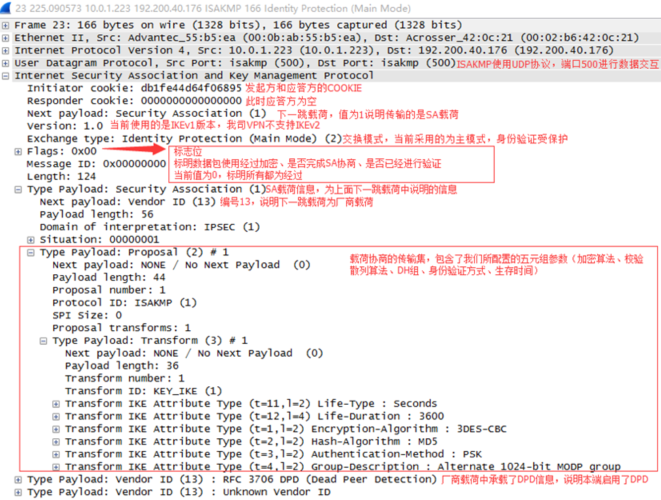 23 225.090573 10.0.1.223 192.200.40.176 ISAKMP 166 Identity Protection (Main Mode)
Frame 23: 166 bytes on wire (1328 bits), 166 bytes captured (1328 bits)
Ethernet II, Src: Advantec_55:b5:ea (00:0b:ab:55:b5:ea), Dst: Acrosser_42:0c:21 (00:02:b6:42:0c:21)
Internet Protocol Version 4, Src: 10.0.1.223 (10.0.1.223), Dst: 192.200.40.176 (192.200.40.176)
User Datagram Protocol, Src Port: isakmp (500), Dst Port: isakmp (500)ISAKMP使用UDP协议，端口500进行数据交互
Internet Security Association and Key Management Protocol
Initiator cookie: db1fe44d64f06895 发起方和应答方的COOKIE
Responder cookie: 0000000000000000 此时应答方为空
Next payload: Security Association (1) 下一跳载荷，值为1说明传输的是SA载荷
Version: 1.0 当前使用的是IKEv1版本，我司VPN不支持IKEv2
Exchange type: Identity Protection (Main Mode) (2)交换模式，当前采用的为主模式，身份验证受保护
Flags: 0x00 标志位
Message ID: 0x00000000 标明数据包使用经过加密、是否完成SA协商、是否已经进行验证
Length: 124 当前值为0，标明所有都为经过
Type Payload: Security Association (1)SA载荷信息，为上面下一跳载荷中说明的信息
Next payload: Vendor ID (13) 编号13，说明下一跳为厂商载荷
Payload length: 56
Domain of interpretation: IPSEC (1)
Situation: 00000001
Type Payload: Proposal (2) # 1
Next payload: NONE / No Next Payload (0)
载荷协商的传输集，包含了我们所配置的五元组参数（加密算法、校验
散列算法、DH组、身份验证方式、生存时间）
Payload length: 44
Proposal number: 1
Protocol ID: ISAKMP (1)
SPI Size: 0
Proposal transforms: 1
Type Payload: Transform (3) # 1
Next payload: NONE / No Next Payload (0)
Payload length: 36
Transform number: 1
Transform ID: KEY_IKE (1)
Transform IKE Attribute Type (t=11,l=2) Life-Type : Seconds
Transform IKE Attribute Type (t=12,l=4) Life-Duration : 3600
Transform IKE Attribute Type (t=1,l=2) Encryption-Algorithm : 3DES-CBC
Transform IKE Attribute Type (t=2,l=2) Hash-Algorithm : MD5
Transform IKE Attribute Type (t=3,l=2) Authentication-Method : PSK
Transform IKE Attribute Type (t=4,l=2) Group-Description : Alternate 1024-bit MODP group
Type Payload: Vendor ID (13) : RFC 3706 DPD (Dead Peer Detection) 厂商载荷中承载了DPD信息，说明本端启用了DPD
Type Payload: Vendor ID (13) : Unknown Vendor ID